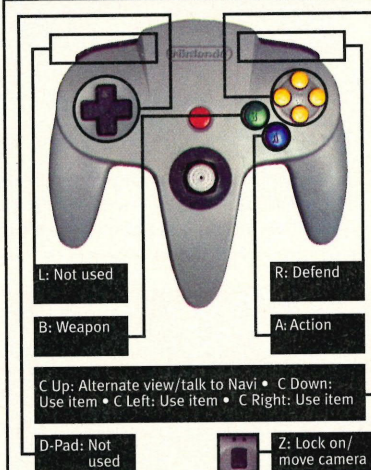 Nintendo
L: Not used
R: Defend
B: Weapon
A: Action
C Up: Alternate view/talk to Navi • C Down:
Use item • C Left: Use item • C Right: Use item
D-Pad: Not
used
Z: Lock on/
move camera